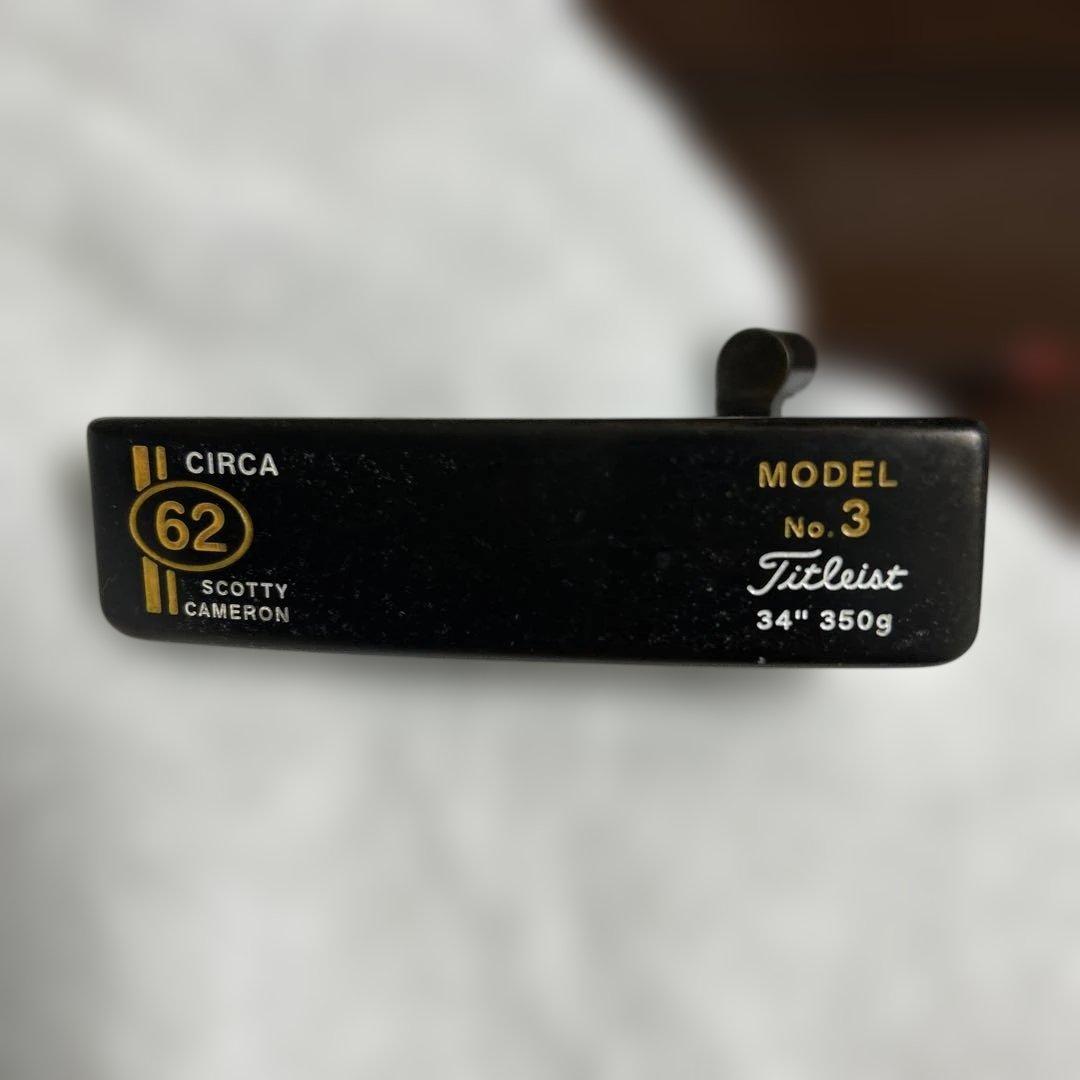 CIRCA
62
SCOTTY
CAMERON
MODEL
No. 3
Titleist
34" 350g